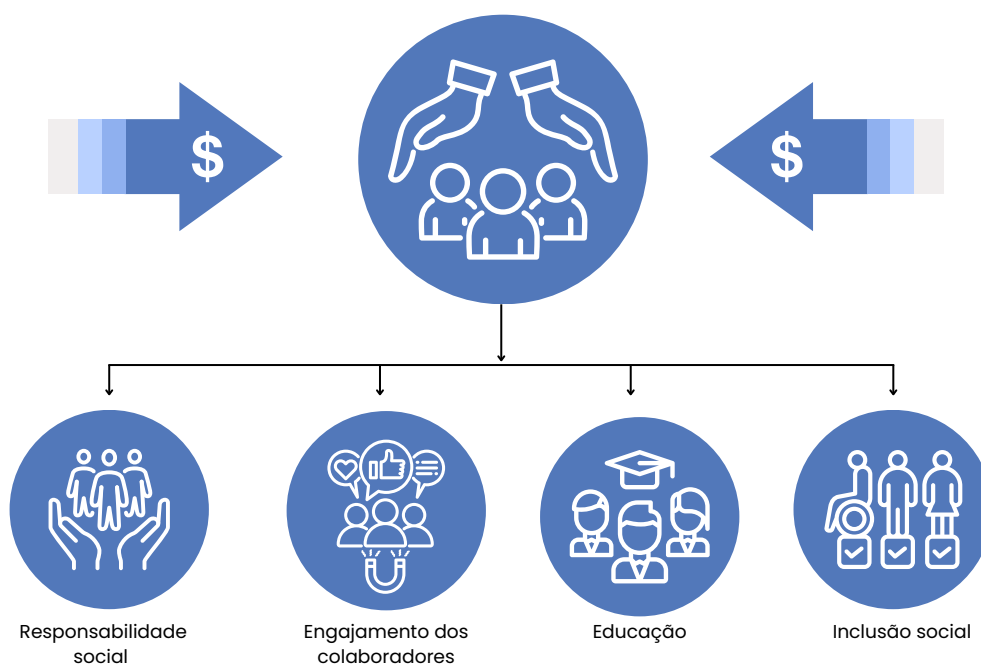 $ $
Responsabilidade
social
Engajamento dos
colaboradores
Educação
Inclusão social